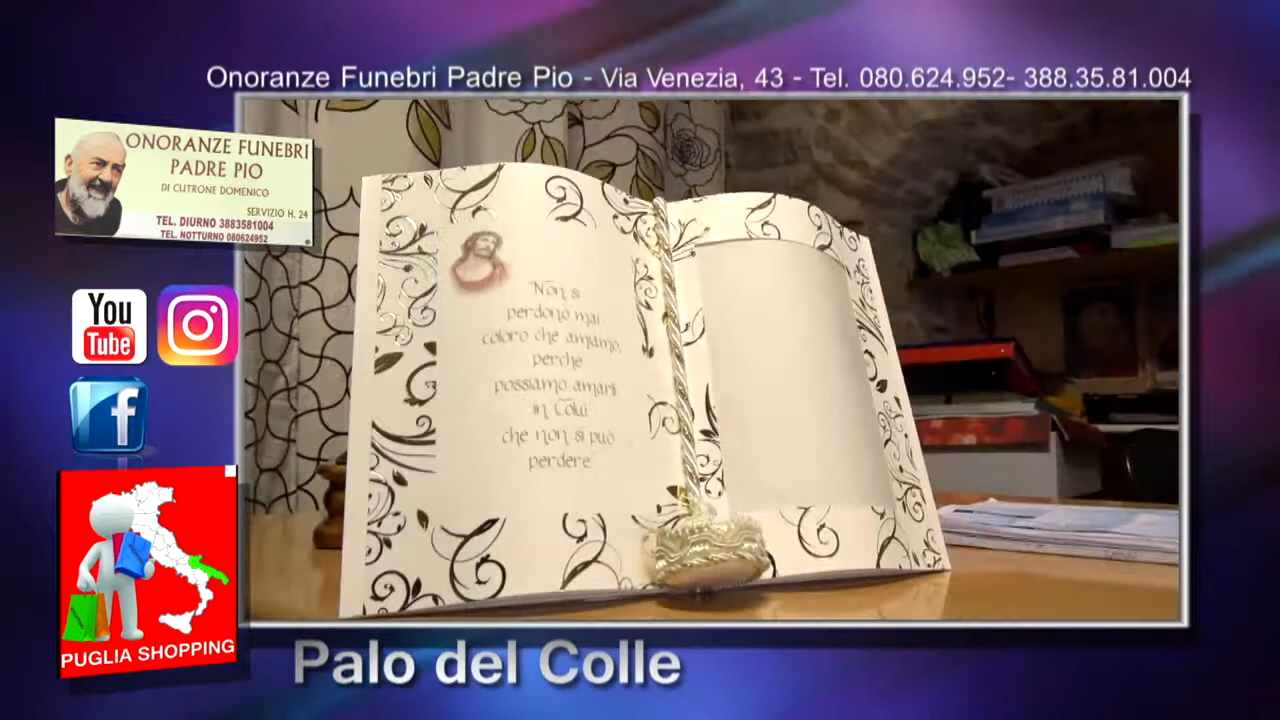 Onoranze Funebri Padre Pio - Via Venezia, 43 - Tel. 080.624.952- 388.35.81.004
ONORANZE FUNEBRI
PADRE PIO
DI CUTRONE DOMENICO
SERVIZIO H. 24
TEL. DIURNO 3883581004
TEL. NOTTURNO 080624952
You
Tube
f
"Non si
perdono mai
coloro che amiamo,
perche
possiamo amarli
in Colui
che non si può
perdere"
PUGLIA SHOPPING
Palo del Colle